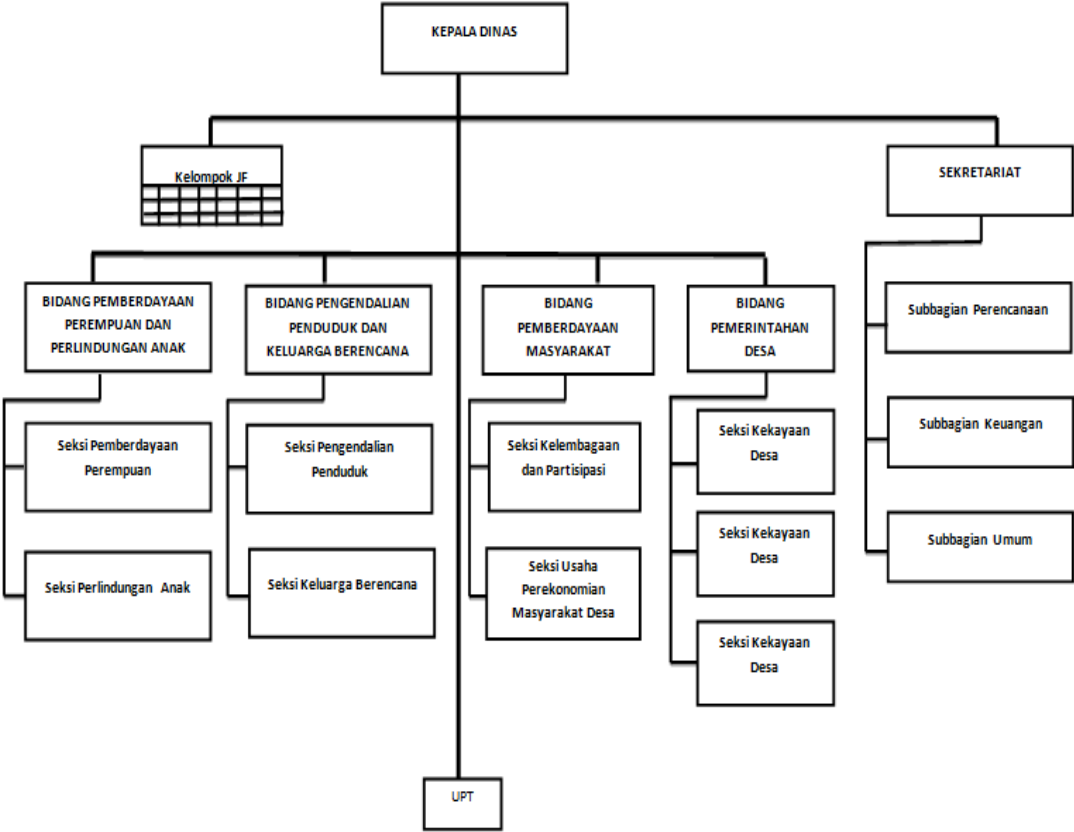 KEPALA DINAS
Kelompok JF
SEKRETARIAT
BIDANG PEMBERDAYAAN
PEREMPUAN DAN
PERLINDUNGAN ANAK
BIDANG PENGENDALIAN
PENDUDUK DAN
KELUARGA BERENCANA
BIDANG
PEMBERDAYAAN
MASYARAKAT
BIDANG
PEMERINTAHAN
DESA
Subbagian Perencanaan
Subbagian Keuangan
Subbagian Umum
Seksi Pemberdayaan
Perempuan
Seksi Perlindungan Anak
Seksi Pengendalian
Penduduk
Seksi Keluarga Berencana
Seksi Kelembagaan
dan Partisipasi
Seksi Usaha
Perekonomian
Masyarakat Desa
Seksi Kekayaan
Desa
Seksi Kekayaan
Desa
Seksi Kekayaan
Desa
UPT